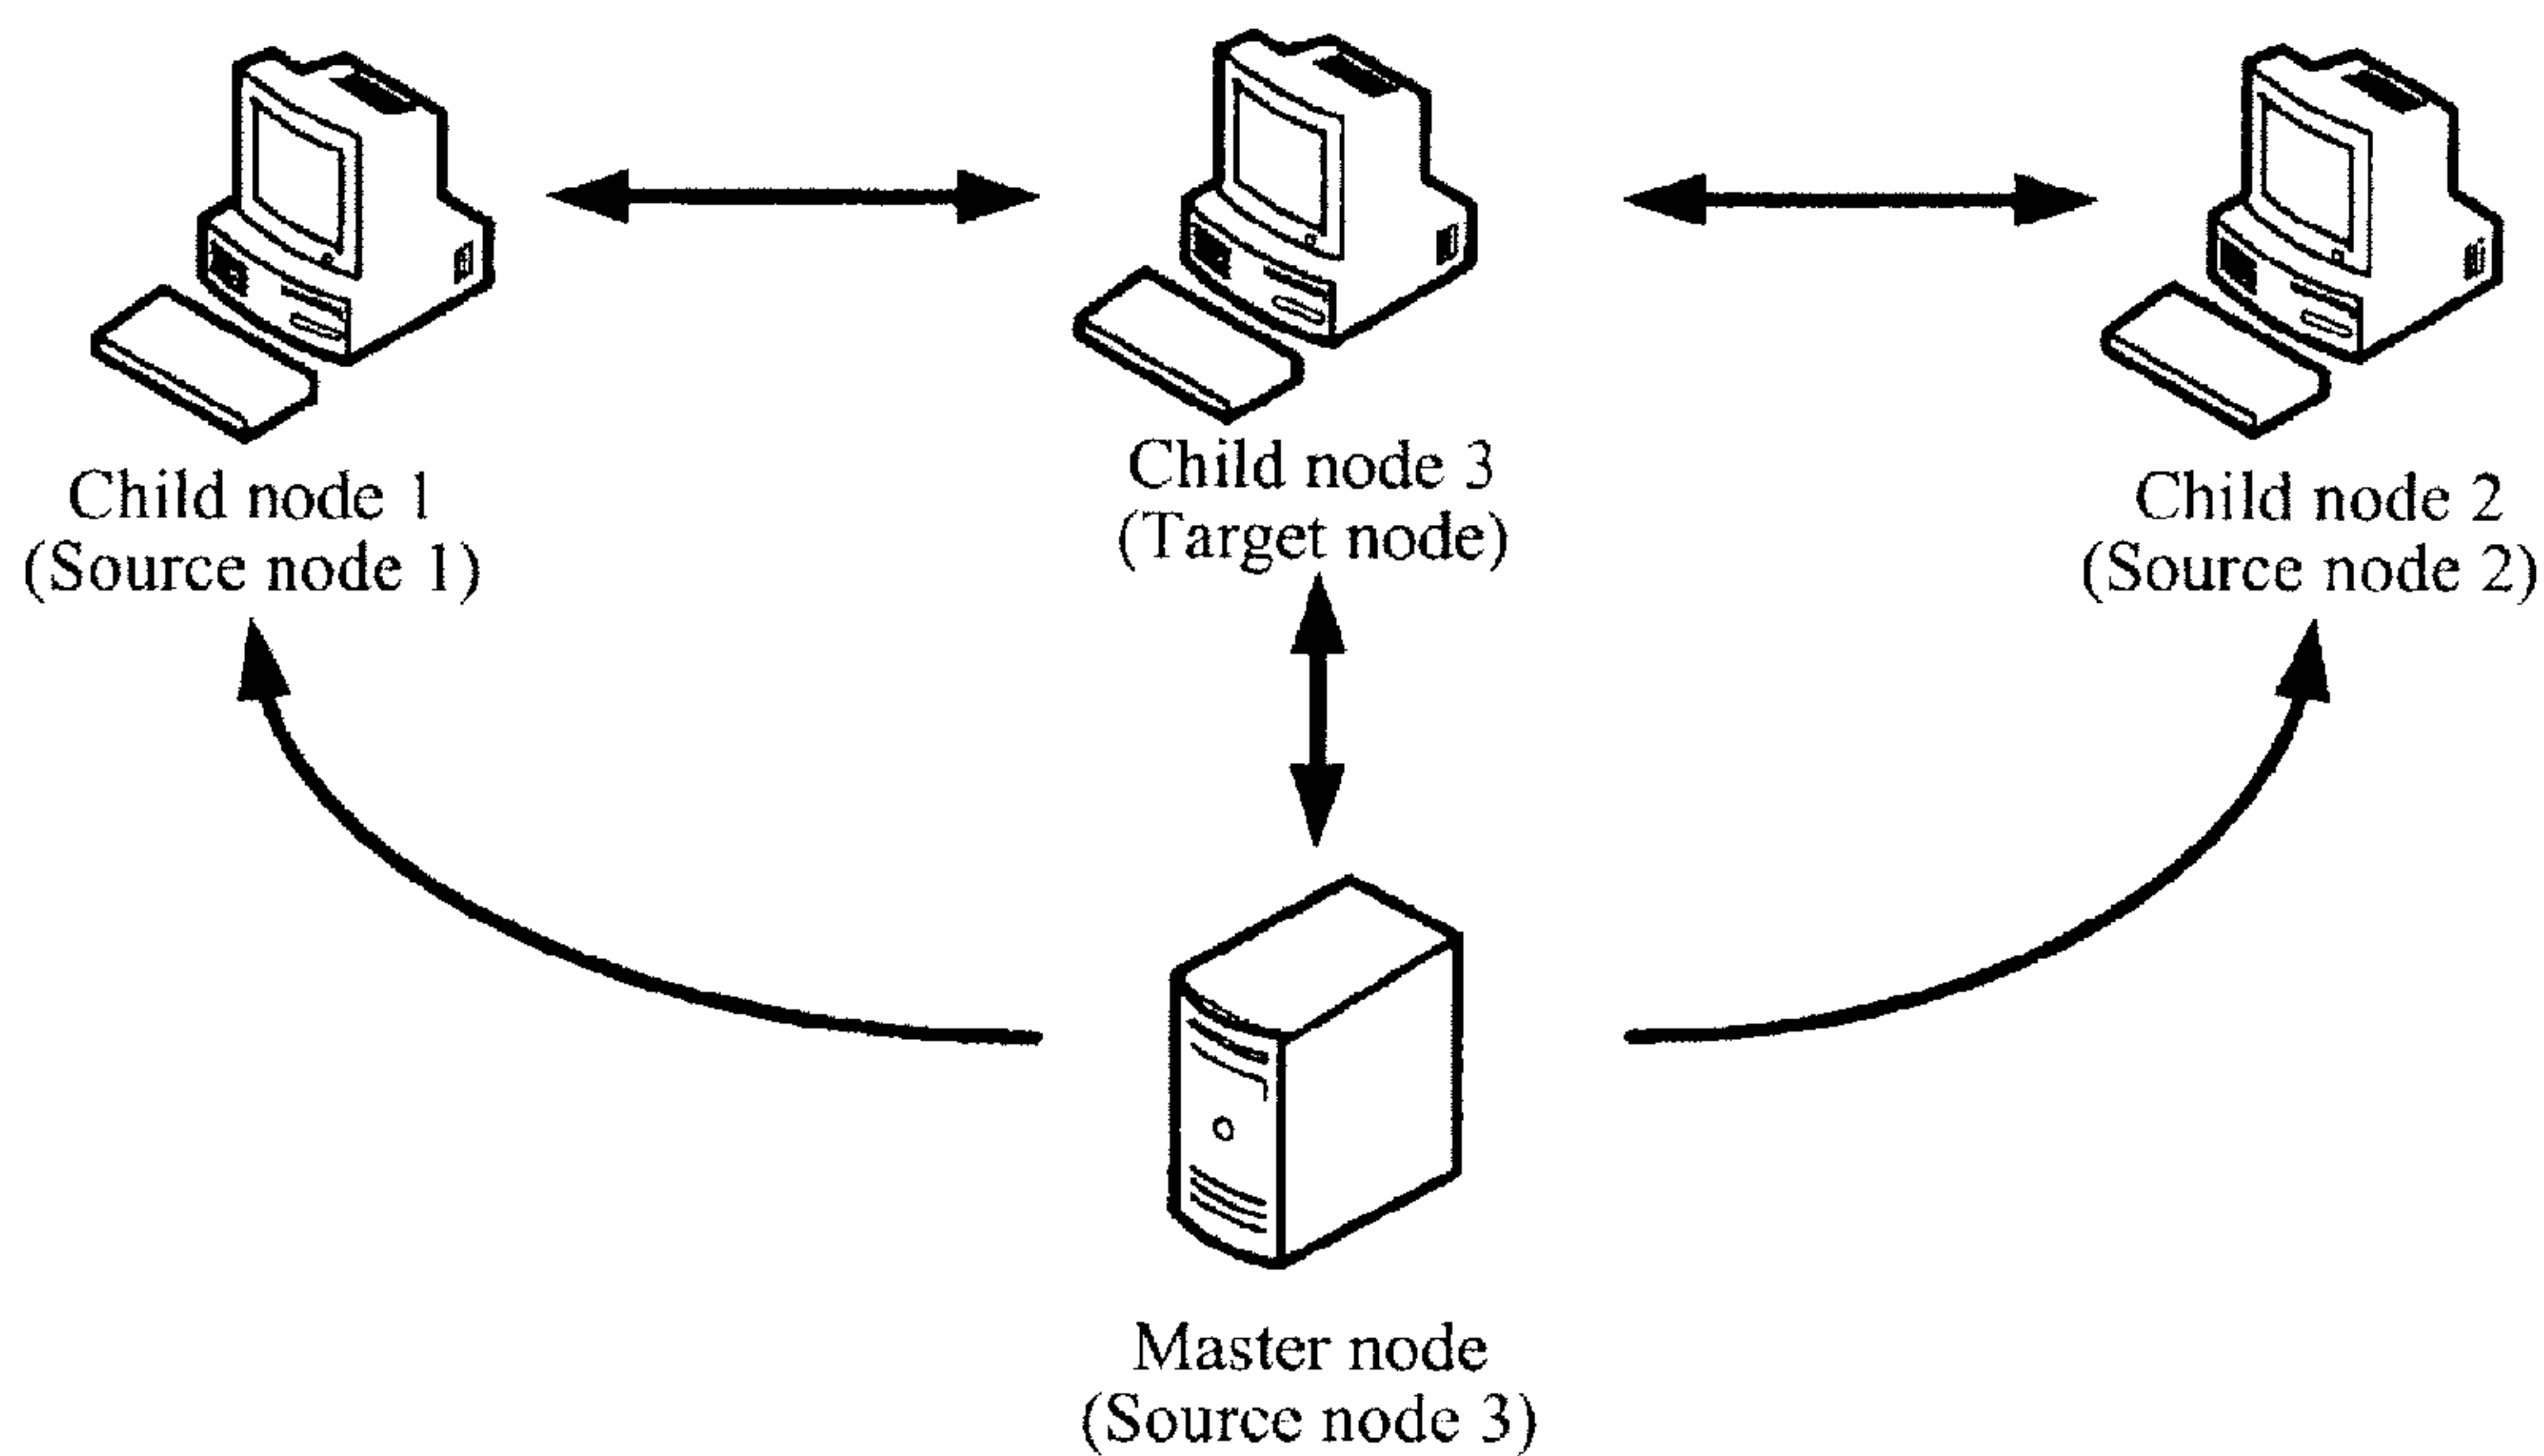 Child node 1
(Source node 1)
Child node 3
(Target node)
Child node 2
(Source node 2)
Master node
(Source node 3)